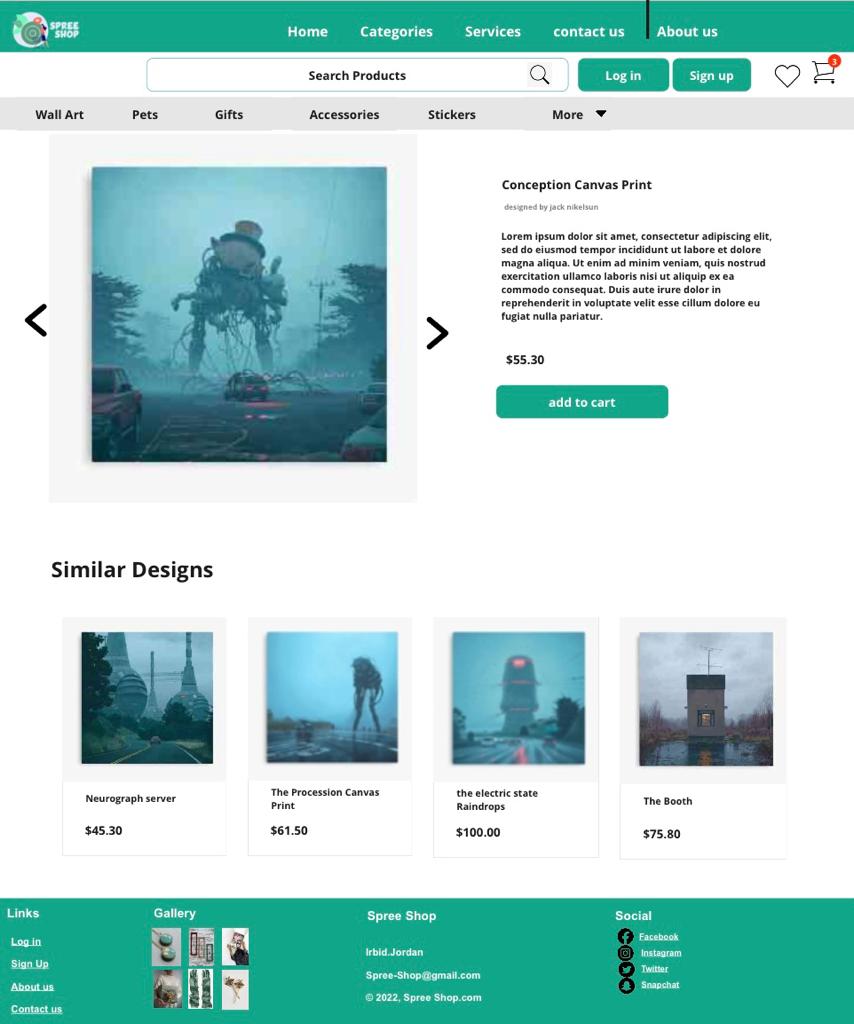 SPREE
SHOP
Home Categories Services contact us About us
Search Products Log in Sign up 3
Wall Art Pets Gifts Accessories Stickers More
Conception Canvas Print
designed by jack nikelsun
Lorem ipsum dolor sit amet, consectetur adipiscing elit,
sed do eiusmod tempor incididunt ut labore et dolore
magna aliqua. Ut enim ad minim veniam, quis nostrud
exercitation ullamco laboris nisi ut aliquip ex ea
commodo consequat. Duis aute irure dolor in
reprehenderit in voluptate velit esse cillum dolore eu
fugiat nulla pariatur.
$55.30
add to cart
Similar Designs
Neurograph server
$45.30
The Procession Canvas
Print
$61.50
the electric state
Raindrops
$100.00
The Booth
$75.80
Links
Log in
Sign Up
About us
Contact us
Gallery
Spree Shop
Irbid.Jordan
Spree-Shop@gmail.com
© 2022, Spree Shop.com
Social
Facebook
Instagram
Twitter
Snapchat